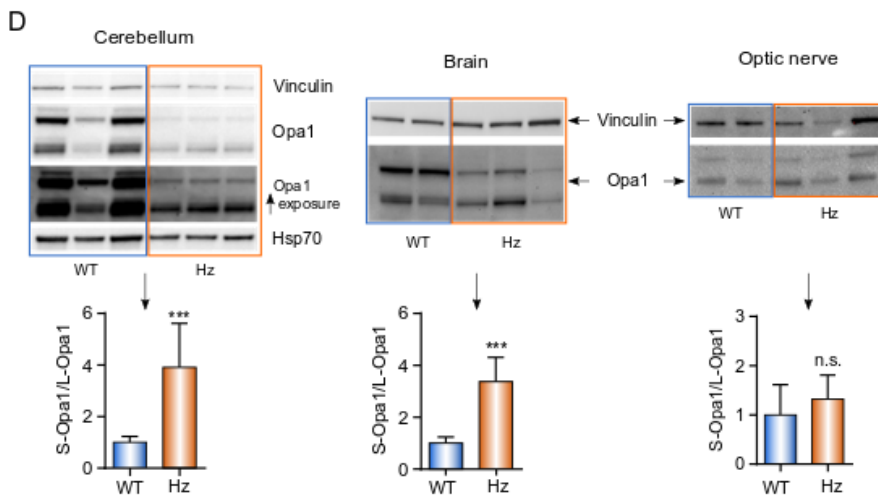 D
Cerebellum
Brain
Optic nerve
Vinculin
Opa1
Opa1
exposure
Hsp70
WT Hz
Vinculin
Opa1
WT Hz
WT Hz
S-Opa1/L-Opa1
6
4
2
0
***
WT Hz
S-Opa1/L-Opa1
6
4
2
0
***
WT Hz
S-Opa1/L-Opa1
3
2
1
0
n.s.
WT Hz